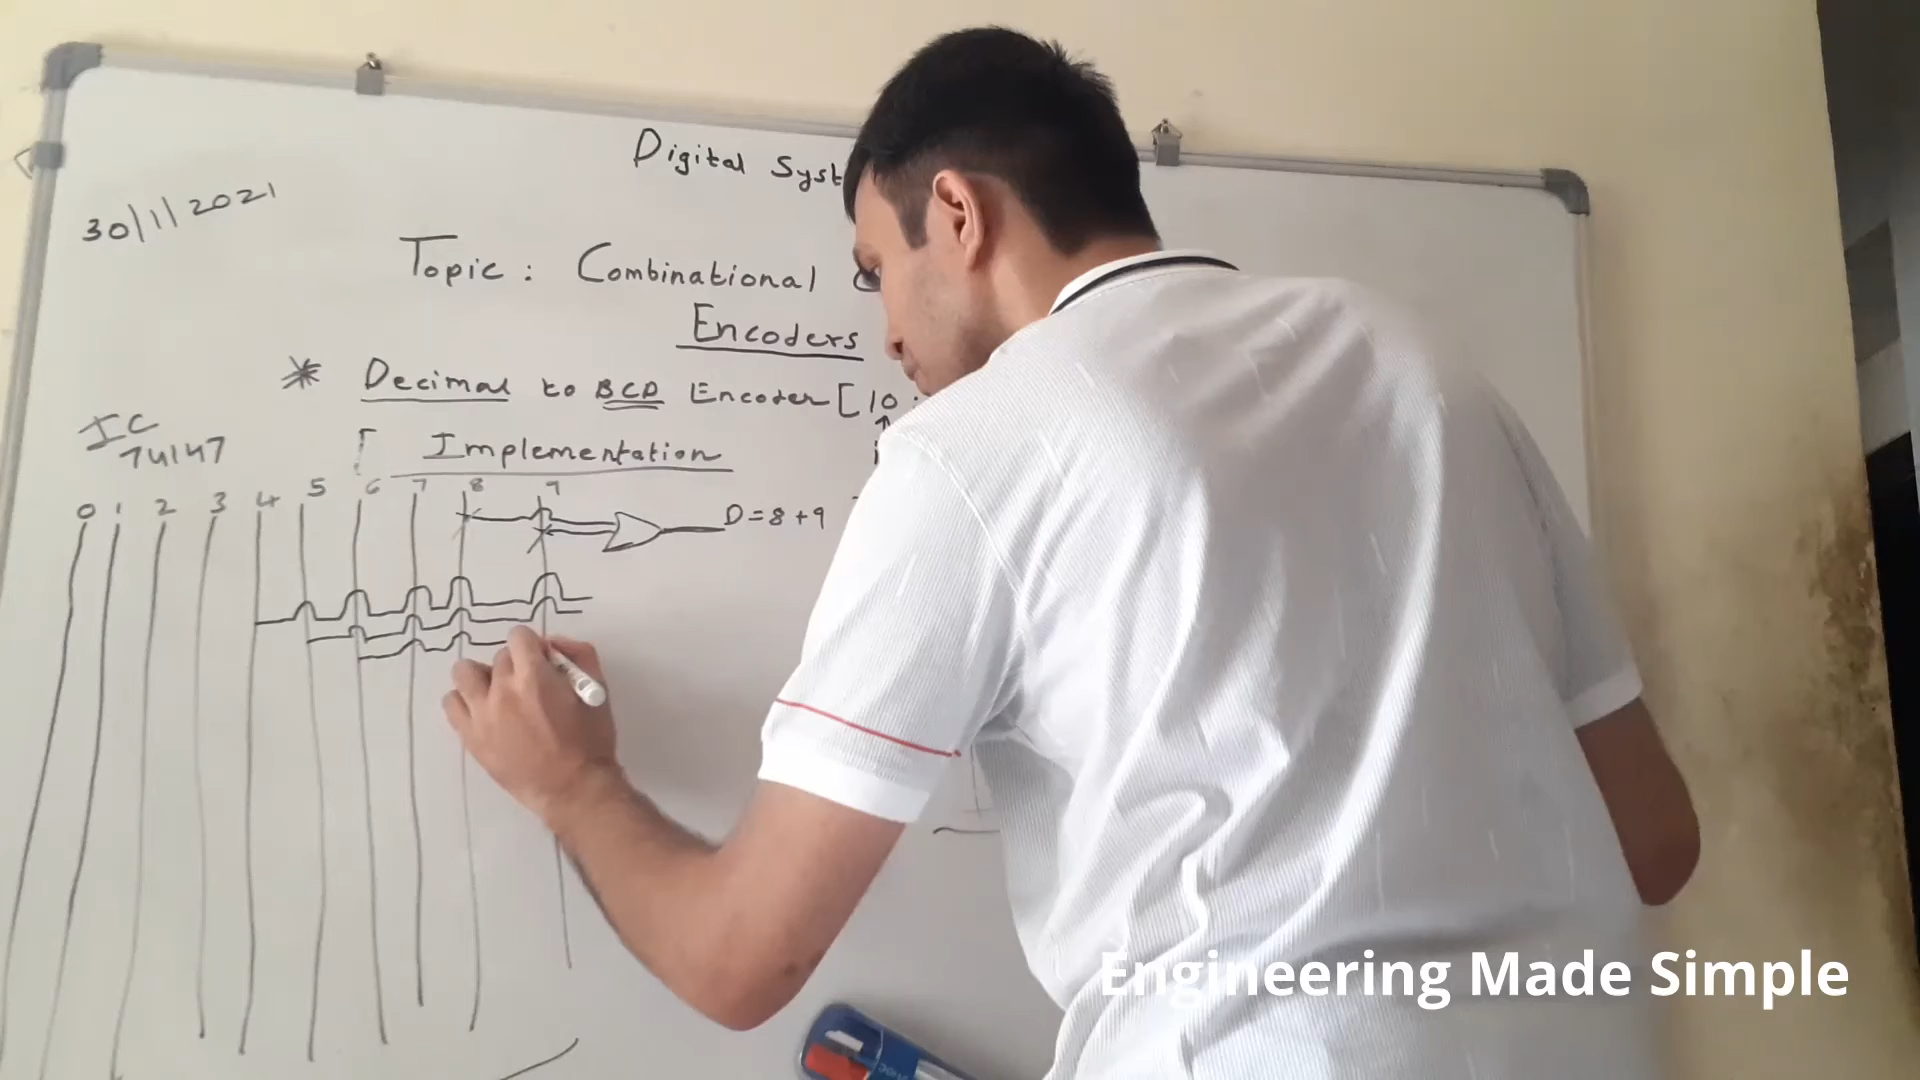 Digital Syst
30/1/2021
Topic : Combinational
Encoders
* Decimal to BCD Encoder [10 :
IC
74147
Implementation
0 1 2 3 4 5 6 7 8 9
D = 8 + 9
Engineering Made Simple